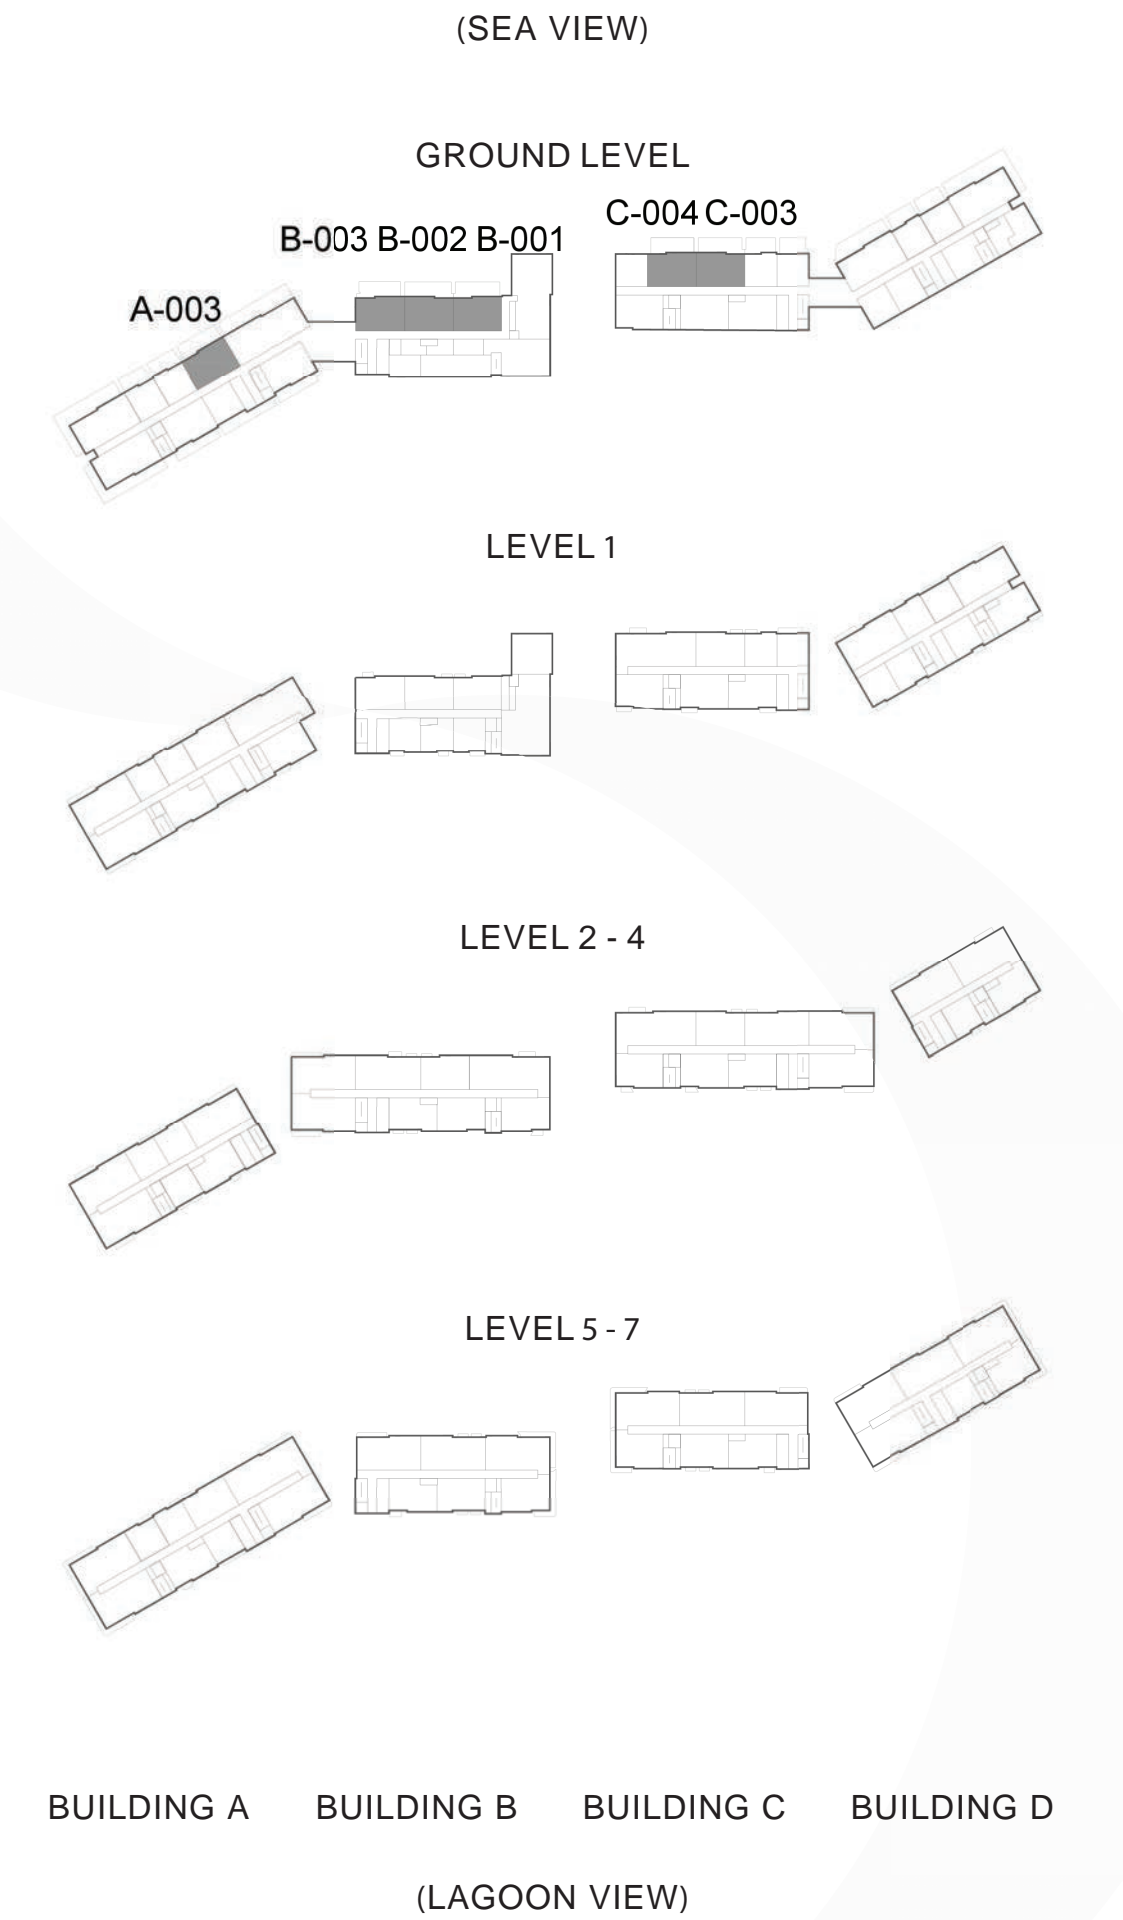 (SEA VIEW)
GROUND LEVEL
C-004 C-003
B-003 B-002 B-001
A-003
LEVEL 1
LEVEL 2 - 4
LEVEL 5 - 7
BUILDING A BUILDING B BUILDING C BUILDING D
(LAGOON VIEW)